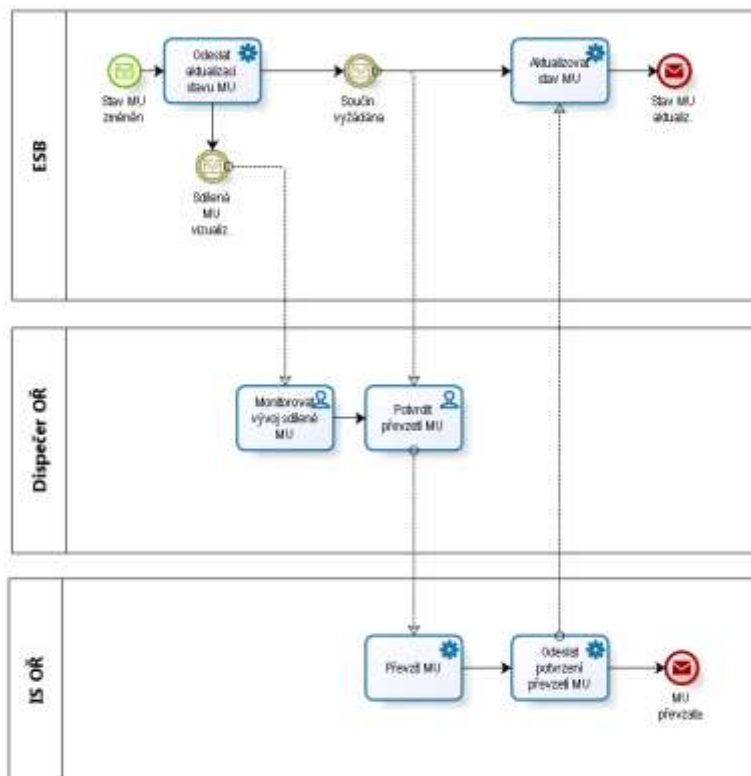 ESB
Stav MU
změněn
Odeslat
aktualizaci
stavu MU
Součin.
vyžádána
Aktualizovat
stav MU
Stav MU
aktualiz.
Sdílená
MU
vizualiz.
Dispečer OŘ
Monitorovat
vývoj sdílené
MU
Potvrdit
převzetí MU
IS OŘ
Převzít MU
Odeslat
potvrzení
převzetí MU
MU
převzata